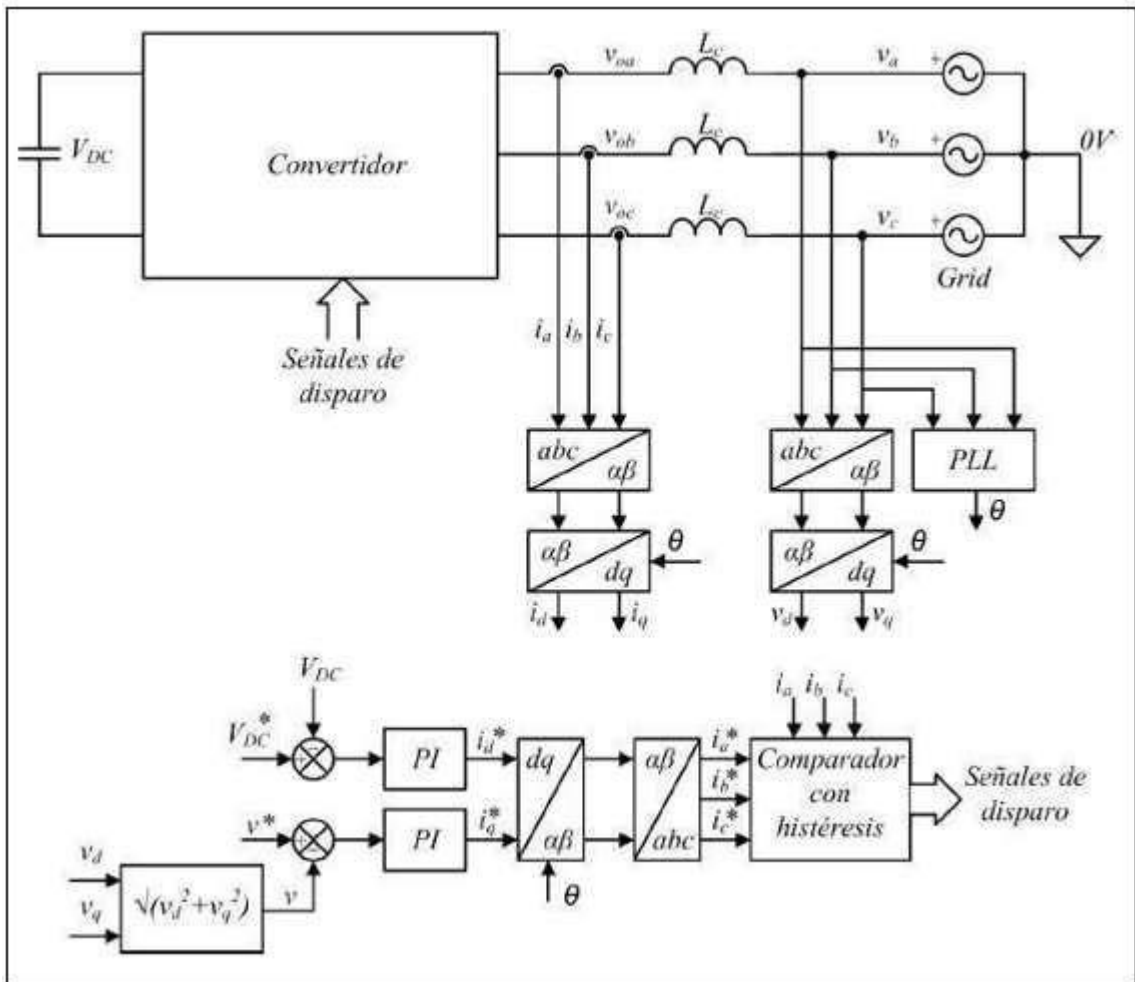 V_DC
Convertidor
v_oa
L_c
v_a
+
v_ob
L_c
v_b
+
0V
v_oc
L_c
v_c
+
Grid
Señales de
disparo
i_a
i_b
i_c
abc
αβ
abc
αβ
PLL
θ
αβ
dq
θ
αβ
dq
θ
i_d
i_q
v_d
v_q
V_DC
V_DC*
+
−
PI
i_d*
v*
+
−
PI
i_q*
dq
αβ
θ
αβ
abc
i_a
i_b
i_c
i_a*
i_b*
i_c*
Comparador
con
histéresis
Señales de
disparo
v_d
v_q
√(v_d²+v_q²)
v